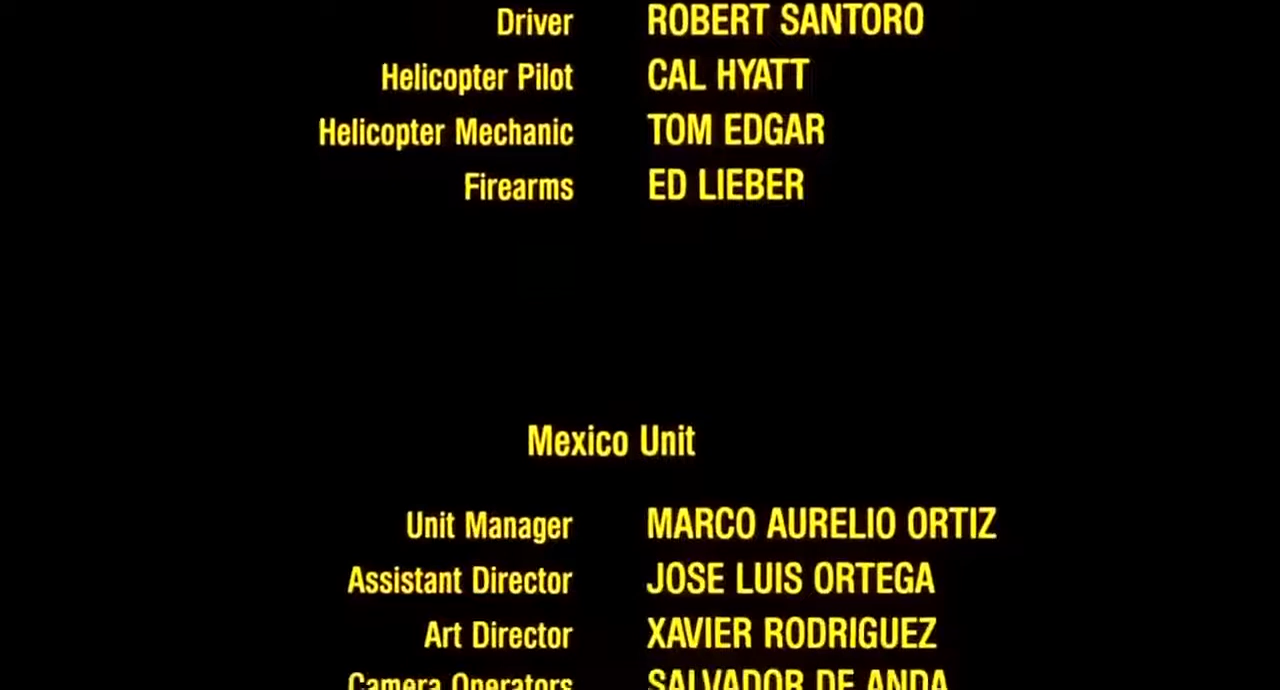 Driver ROBERT SANTORO
Helicopter Pilot CAL HYATT
Helicopter Mechanic TOM EDGAR
Firearms ED LIEBER
Mexico Unit
Unit Manager MARCO AURELIO ORTIZ
Assistant Director JOSE LUIS ORTEGA
Art Director XAVIER RODRIGUEZ
Camera Operators SALVADOR DE ANDA